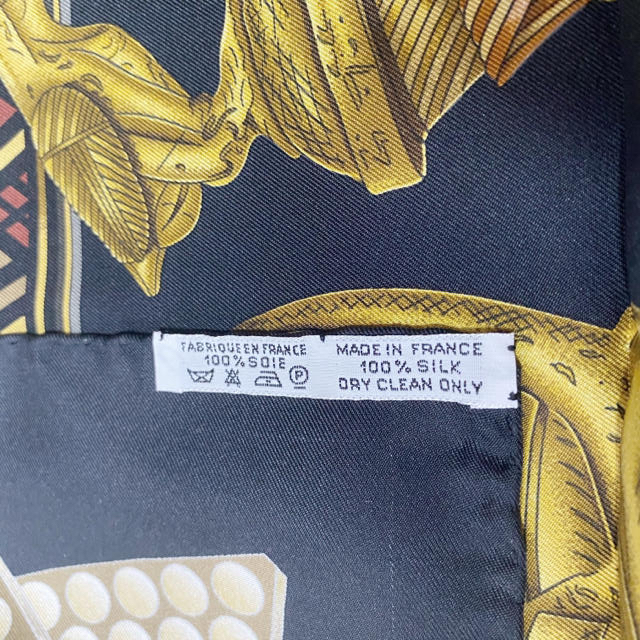 FABRIQUE EN FRANCE
100% SOIE
P
MADE IN FRANCE
100% SILK
DRY CLEAN ONLY